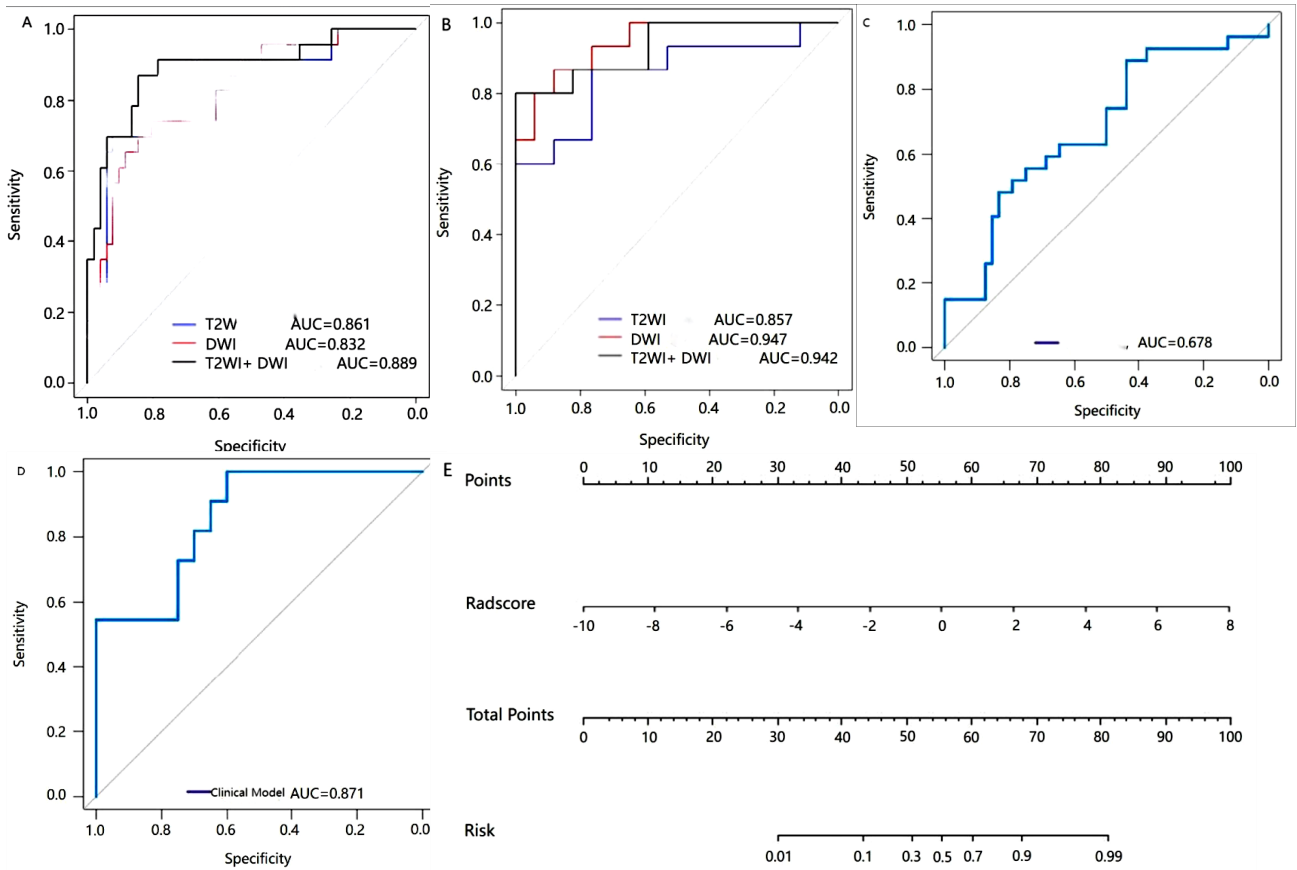 A
1.0
0.8
0.6
0.4
0.2
0.0
Sensitivity
T2W AUC=0.861
DWI AUC=0.832
T2WI+ DWI AUC=0.889
1.0 0.8 0.6 0.4 0.2 0.0
Specificity
B
1.0
0.8
0.6
0.4
0.2
0.0
Sensitivity
T2WI AUC=0.857
DWI AUC=0.947
T2WI+ DWI AUC=0.942
1.0 0.8 0.6 0.4 0.2 0.0
Specificity
C
1.0
0.8
0.6
0.4
0.2
0.0
Sensitivity
AUC=0.678
1.0 0.8 0.6 0.4 0.2 0.0
Specificity
D
1.0
0.8
0.6
0.4
0.2
0.0
Sensitivity
Clinical Model AUC=0.871
1.0 0.8 0.6 0.4 0.2 0.0
Specificity
E
0 10 20 30 40 50 60 70 80 90 100
Points
Radscore
-10 -8 -6 -4 -2 0 2 4 6 8
Total Points
0 10 20 30 40 50 60 70 80 90 100
Risk
0.01 0.1 0.3 0.5 0.7 0.9 0.99